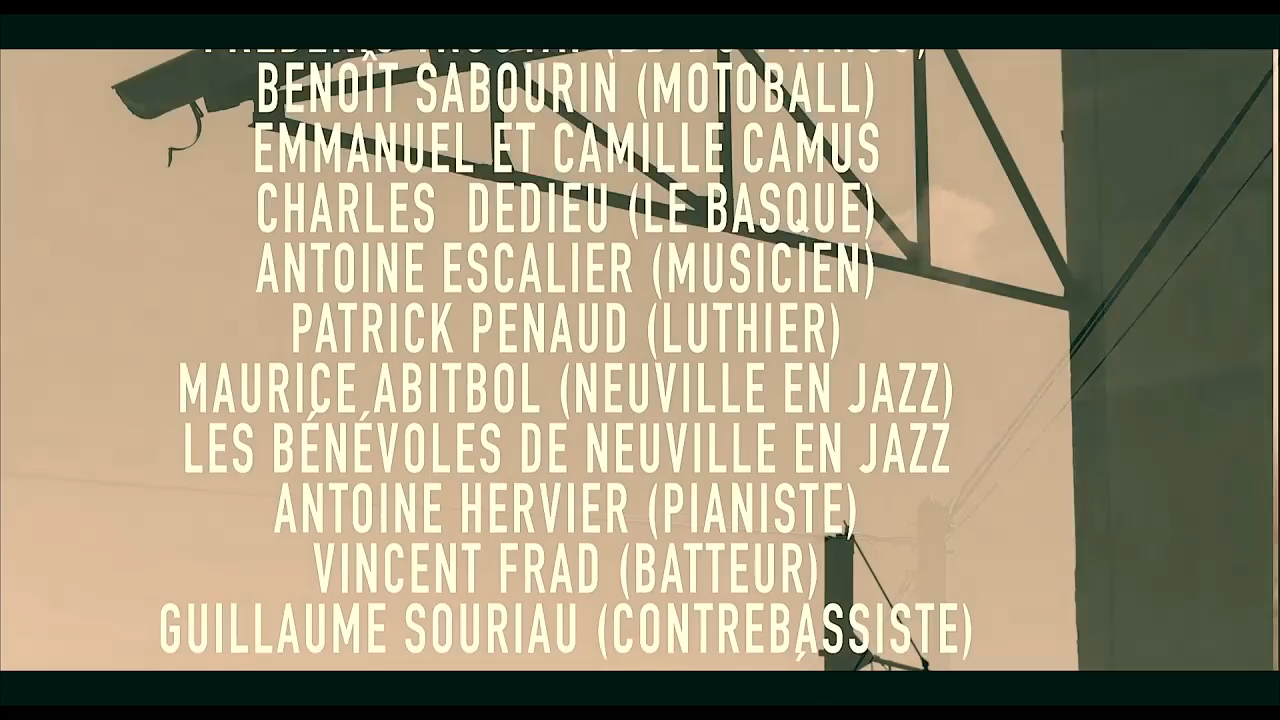 BENOÎT SABOURIN (MOTOBALL)
EMMANUEL ET CAMILLE CAMUS
CHARLES DEDIEU (LE BASQUE)
ANTOINE ESCALIER (MUSICIEN)
PATRICK PENAUD (LUTHIER)
MAURICE ABITBOL (NEUVILLE EN JAZZ)
LES BÉNÉVOLES DE NEUVILLE EN JAZZ
ANTOINE HERVIER (PIANISTE)
VINCENT FRAD (BATTEUR)
GUILLAUME SOURIAU (CONTREBASSISTE)